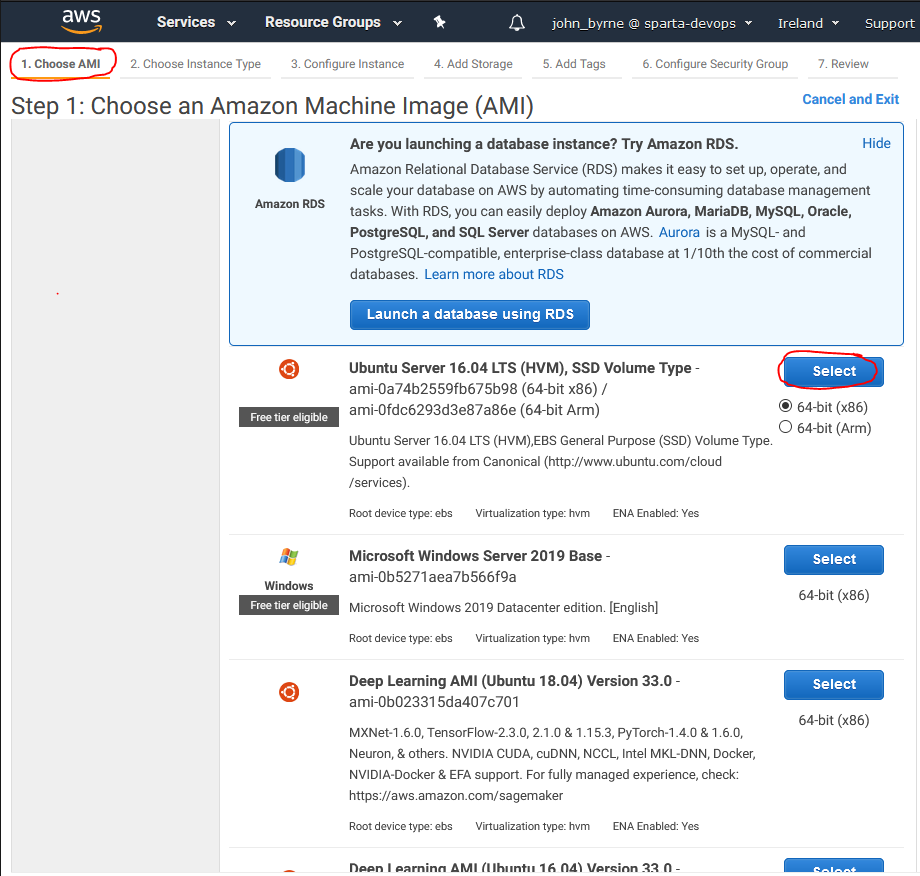 aws Services Resource Groups john_byrne @ sparta-devops Ireland Support
1. Choose AMI 2. Choose Instance Type 3. Configure Instance 4. Add Storage 5. Add Tags 6. Configure Security Group 7. Review
Step 1: Choose an Amazon Machine Image (AMI)
Cancel and Exit
Amazon RDS
Are you launching a database instance? Try Amazon RDS.
Hide
Amazon Relational Database Service (RDS) makes it easy to set up, operate, and
scale your database on AWS by automating time-consuming database management
tasks. With RDS, you can easily deploy Amazon Aurora, MariaDB, MySQL, Oracle,
PostgreSQL, and SQL Server databases on AWS. Aurora is a MySQL- and
PostgreSQL-compatible, enterprise-class database at 1/10th the cost of commercial
databases. Learn more about RDS
Launch a database using RDS
Free tier eligible
Ubuntu Server 16.04 LTS (HVM), SSD Volume Type -
ami-0a74b2559fb675b98 (64-bit x86) /
ami-0fdc6293d3e87a86e (64-bit Arm)
Ubuntu Server 16.04 LTS (HVM),EBS General Purpose (SSD) Volume Type.
Support available from Canonical (http://www.ubuntu.com/cloud
/services).
Root device type: ebs Virtualization type: hvm ENA Enabled: Yes
Select
64-bit (x86)
64-bit (Arm)
Windows
Free tier eligible
Microsoft Windows Server 2019 Base -
ami-0b5271aea7b566f9a
Microsoft Windows 2019 Datacenter edition. [English]
Root device type: ebs Virtualization type: hvm ENA Enabled: Yes
Select
64-bit (x86)
Deep Learning AMI (Ubuntu 18.04) Version 33.0 -
ami-0b023315da407c701
MXNet-1.6.0, TensorFlow-2.3.0, 2.1.0 & 1.15.3, PyTorch-1.4.0 & 1.6.0,
Neuron, & others. NVIDIA CUDA, cuDNN, NCCL, Intel MKL-DNN, Docker,
NVIDIA-Docker & EFA support. For fully managed experience, check:
https://aws.amazon.com/sagemaker
Root device type: ebs Virtualization type: hvm ENA Enabled: Yes
Select
64-bit (x86)
Deep Learning AMI (Ubuntu 16.04) Version 33.0 -
Select